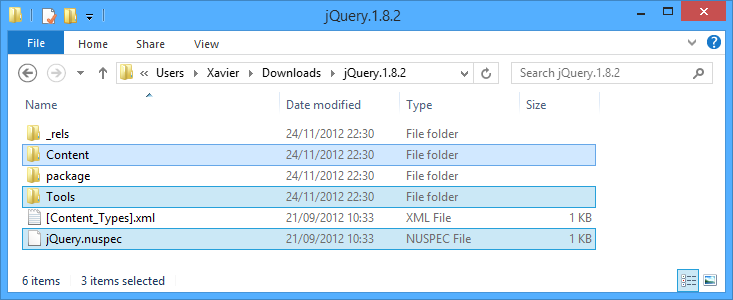 jQuery.1.8.2
File Home Share View
« Users Xavier Downloads jQuery.1.8.2 Search jQuery.1.8.2
Name Date modified Type Size
_rels 24/11/2012 22:30 File folder
Content 24/11/2012 22:30 File folder
package 24/11/2012 22:30 File folder
Tools 24/11/2012 22:30 File folder
[Content_Types].xml 21/09/2012 10:33 XML File 1 KB
jQuery.nuspec 21/09/2012 10:33 NUSPEC File 1 KB
6 items 3 items selected